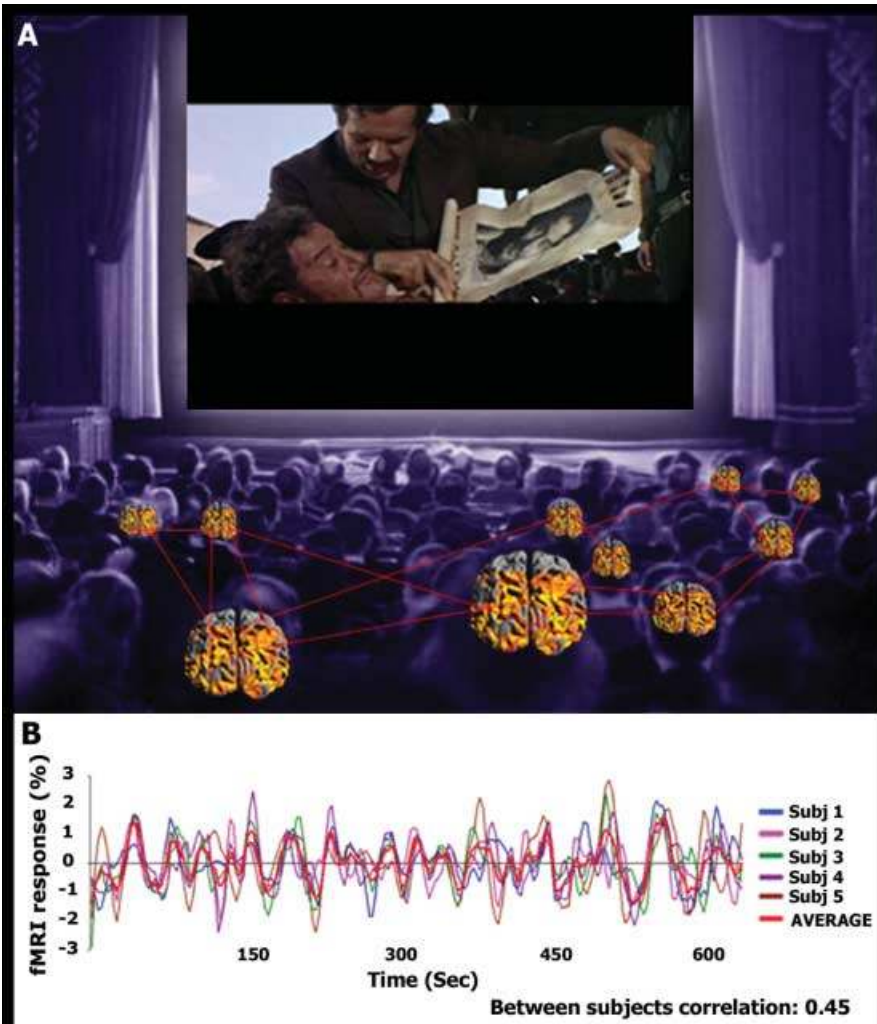 A
B
fMRI response (%)
3
2
1
0
-1
-2
-3
150
300
450
600
Time (Sec)
Subj 1
Subj 2
Subj 3
Subj 4
Subj 5
AVERAGE
Between subjects correlation: 0.45